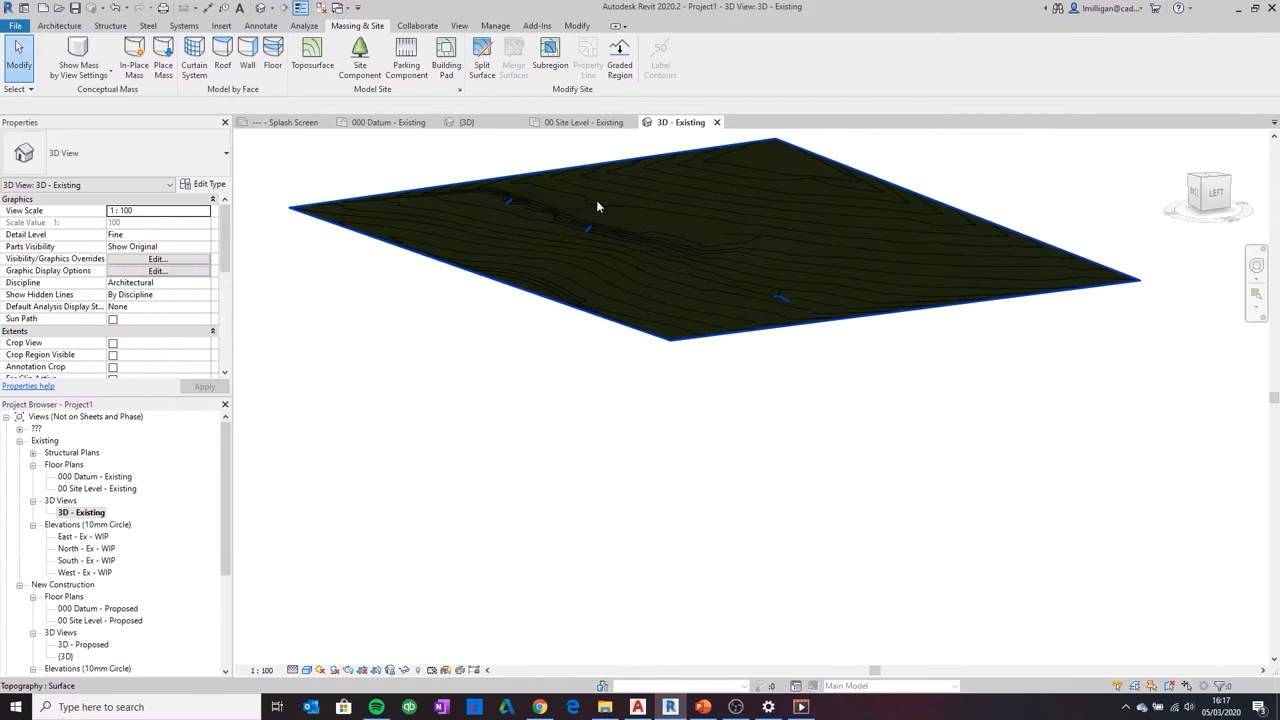 Autodesk Revit 2020.2 - Project1 - 3D View: 3D - Existing
lmilligan@cad...
File Architecture Structure Steel Systems Insert Annotate Analyze Massing & Site Collaborate View Manage Add-Ins Modify
Modify
Show Mass
by View Settings
In-Place
Mass
Place
Mass
Curtain
System
Roof
Wall
Floor
Toposurface
Site
Component
Parking
Component
Building
Pad
Split
Surface
Merge
Surfaces
Subregion
Property
Line
Graded
Region
50
Label
Contours
Select
Conceptual Mass
Model by Face
Model Site
Modify Site
Properties
--- - Splash Screen
000 Datum - Existing
{3D}
00 Site Level - Existing
3D - Existing
3D View
3D View: 3D - Existing
Edit Type
Graphics
View Scale 1 : 100
Scale Value 1: 100
Detail Level Fine
Parts Visibility Show Original
Visibility/Graphics Overrides Edit...
Graphic Display Options Edit...
Discipline Architectural
Show Hidden Lines By Discipline
Default Analysis Display St... None
Sun Path
Extents
Crop View
Crop Region Visible
Annotation Crop
Properties help
Apply
LEFT
Project Browser - Project1
Views (Not on Sheets and Phase)
???
Existing
Structural Plans
Floor Plans
000 Datum - Existing
00 Site Level - Existing
3D Views
3D - Existing
Elevations (10mm Circle)
East - Ex - WIP
North - Ex - WIP
South - Ex - WIP
West - Ex - WIP
New Construction
Floor Plans
000 Datum - Proposed
00 Site Level - Proposed
3D Views
3D - Proposed
{3D}
Elevations (10mm Circle)
1 : 100
Topography : Surface
:0
Main Model
:0
Type here to search
16:17
05/03/2020